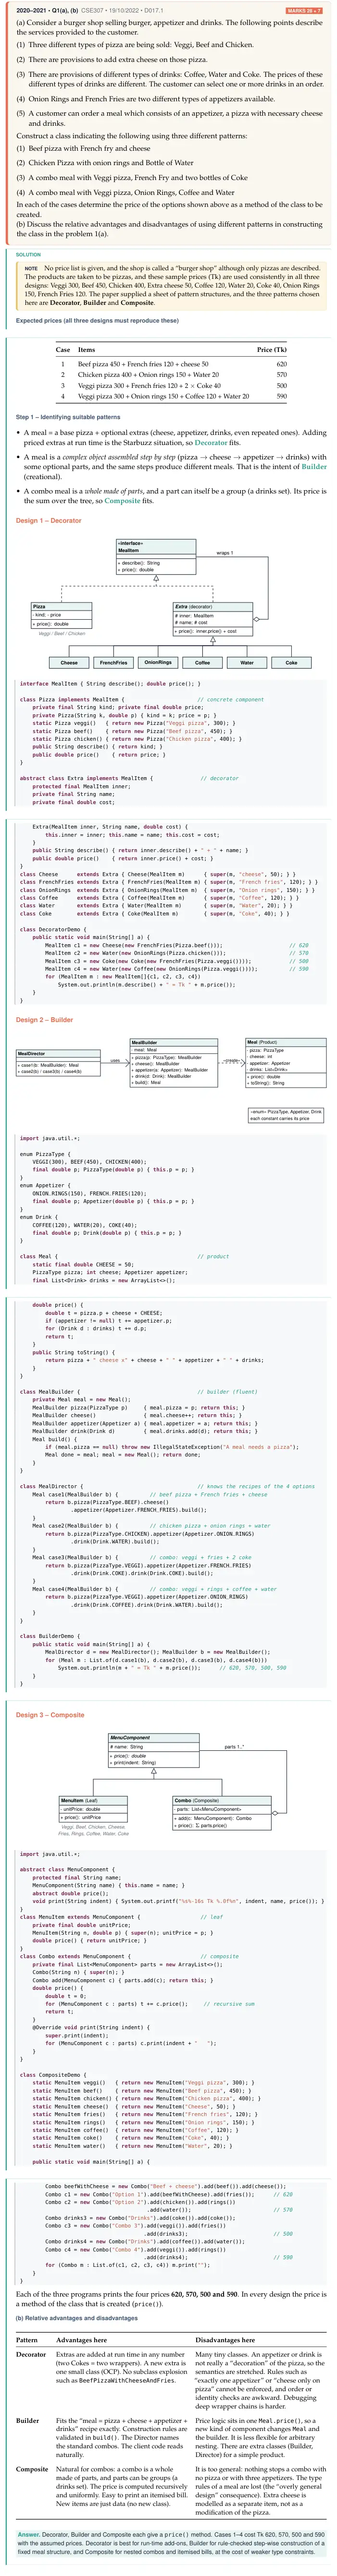 2020–2021 • Q1(a), (b) CSE307 • 19/10/2022 • D017.1 MARKS 28 + 7
(a) Consider a burger shop selling burger, appetizer and drinks. The following points describe
the services provided to the customer.
(1) Three different types of pizza are being sold: Veggi, Beef and Chicken.
(2) There are provisions to add extra cheese on those pizza.
(3) There are provisions of different types of drinks: Coffee, Water and Coke. The prices of these
different types of drinks are different. The customer can select one or more drinks in an order.
(4) Onion Rings and French Fries are two different types of appetizers available.
(5) A customer can order a meal which consists of an appetizer, a pizza with necessary cheese
and drinks.
Construct a class indicating the following using three different patterns:
(1) Beef pizza with French fry and cheese
(2) Chicken Pizza with onion rings and Bottle of Water
(3) A combo meal with Veggi pizza, French Fry and two bottles of Coke
(4) A combo meal with Veggi pizza, Onion Rings, Coffee and Water
In each of the cases determine the price of the options shown above as a method of the class to be
created.
(b) Discuss the relative advantages and disadvantages of using different patterns in constructing
the class in the problem 1(a).
SOLUTION
NOTE No price list is given, and the shop is called a "burger shop" although only pizzas are described.
The products are taken to be pizzas, and these sample prices (Tk) are used consistently in all three
designs: Veggi 300, Beef 450, Chicken 400, Extra cheese 50, Coffee 120, Water 20, Coke 40, Onion Rings
150, French Fries 120. The paper supplied a sheet of pattern structures, and the three patterns chosen
here are Decorator, Builder and Composite.
Expected prices (all three designs must reproduce these)
Case Items Price (Tk)
1 Beef pizza 450 + French fries 120 + cheese 50 620
2 Chicken pizza 400 + Onion rings 150 + Water 20 570
3 Veggi pizza 300 + French fries 120 + 2 × Coke 40 500
4 Veggi pizza 300 + Onion rings 150 + Coffee 120 + Water 20 590
Step 1 – Identifying suitable patterns
• A meal = a base pizza + optional extras (cheese, appetizer, drinks, even repeated ones). Adding
priced extras at run time is the Starbuzz situation, so Decorator fits.
• A meal is a complex object assembled step by step (pizza → cheese → appetizer → drinks) with
some optional parts, and the same steps produce different meals. That is the intent of Builder
(creational).
• A combo meal is a whole made of parts, and a part can itself be a group (a drinks set). Its price is
the sum over the tree, so Composite fits.
Design 1 – Decorator
«interface»
MealItem
+ describe(): String
+ price(): double
wraps 1
Pizza
- kind; - price
+ price(): double
Veggi / Beef / Chicken
Extra (decorator)
# inner: MealItem
# name; # cost
+ price(): inner.price() + cost
Cheese FrenchFries OnionRings Coffee Water Coke
interface MealItem { String describe(); double price(); }
class Pizza implements MealItem { // concrete component
private final String kind; private final double price;
private Pizza(String k, double p) { kind = k; price = p; }
static Pizza veggi() { return new Pizza("Veggi pizza", 300); }
static Pizza beef() { return new Pizza("Beef pizza", 450); }
static Pizza chicken() { return new Pizza("Chicken pizza", 400); }
public String describe() { return kind; }
public double price() { return price; }
}
abstract class Extra implements MealItem { // decorator
protected final MealItem inner;
private final String name;
private final double cost;
Extra(MealItem inner, String name, double cost) {
this.inner = inner; this.name = name; this.cost = cost;
}
public String describe() { return inner.describe() + " + " + name; }
public double price() { return inner.price() + cost; }
}
class Cheese extends Extra { Cheese(MealItem m) { super(m, "cheese", 50); } }
class FrenchFries extends Extra { FrenchFries(MealItem m) { super(m, "French fries", 120); } }
class OnionRings extends Extra { OnionRings(MealItem m) { super(m, "Onion rings", 150); } }
class Coffee extends Extra { Coffee(MealItem m) { super(m, "Coffee", 120); } }
class Water extends Extra { Water(MealItem m) { super(m, "Water", 20); } }
class Coke extends Extra { Coke(MealItem m) { super(m, "Coke", 40); } }
class DecoratorDemo {
public static void main(String[] a) {
MealItem c1 = new Cheese(new FrenchFries(Pizza.beef())); // 620
MealItem c2 = new Water(new OnionRings(Pizza.chicken())); // 570
MealItem c3 = new Coke(new Coke(new FrenchFries(Pizza.veggi()))); // 500
MealItem c4 = new Water(new Coffee(new OnionRings(Pizza.veggi()))); // 590
for (MealItem m : new MealItem[]{c1, c2, c3, c4})
System.out.println(m.describe() + " = Tk " + m.price());
}
}
Design 2 – Builder
MealDirector
+ case1(b: MealBuilder): Meal
+ case2(b) / case3(b) / case4(b)
uses
MealBuilder
- meal: Meal
+ pizza(p: PizzaType): MealBuilder
+ cheese(): MealBuilder
+ appetizer(a: Appetizer): MealBuilder
+ drink(d: Drink): MealBuilder
+ build(): Meal
creates
Meal (Product)
- pizza: PizzaType
- cheese: int
- appetizer: Appetizer
- drinks: List<Drink>
+ price(): double
+ toString(): String
«enum» PizzaType, Appetizer, Drink
each constant carries its price
import java.util.*;
enum PizzaType {
VEGGI(300), BEEF(450), CHICKEN(400);
final double p; PizzaType(double p) { this.p = p; }
}
enum Appetizer {
ONION_RINGS(150), FRENCH_FRIES(120);
final double p; Appetizer(double p) { this.p = p; }
}
enum Drink {
COFFEE(120), WATER(20), COKE(40);
final double p; Drink(double p) { this.p = p; }
}
class Meal { // product
static final double CHEESE = 50;
PizzaType pizza; int cheese; Appetizer appetizer;
final List<Drink> drinks = new ArrayList<>();
double price() {
double t = pizza.p + cheese * CHEESE;
if (appetizer != null) t += appetizer.p;
for (Drink d : drinks) t += d.p;
return t;
}
public String toString() {
return pizza + " cheese x" + cheese + " " + appetizer + " " + drinks;
}
}
class MealBuilder { // builder (fluent)
private Meal meal = new Meal();
MealBuilder pizza(PizzaType p) { meal.pizza = p; return this; }
MealBuilder cheese() { meal.cheese++; return this; }
MealBuilder appetizer(Appetizer a) { meal.appetizer = a; return this; }
MealBuilder drink(Drink d) { meal.drinks.add(d); return this; }
Meal build() {
if (meal.pizza == null) throw new IllegalStateException("A meal needs a pizza");
Meal done = meal; meal = new Meal(); return done;
}
}
class MealDirector { // knows the recipes of the 4 options
Meal case1(MealBuilder b) { // beef pizza + French fries + cheese
return b.pizza(PizzaType.BEEF).cheese()
.appetizer(Appetizer.FRENCH_FRIES).build();
}
Meal case2(MealBuilder b) { // chicken pizza + onion rings + water
return b.pizza(PizzaType.CHICKEN).appetizer(Appetizer.ONION_RINGS)
.drink(Drink.WATER).build();
}
Meal case3(MealBuilder b) { // combo: veggi + fries + 2 coke
return b.pizza(PizzaType.VEGGI).appetizer(Appetizer.FRENCH_FRIES)
.drink(Drink.COKE).drink(Drink.COKE).build();
}
Meal case4(MealBuilder b) { // combo: veggi + rings + coffee + water
return b.pizza(PizzaType.VEGGI).appetizer(Appetizer.ONION_RINGS)
.drink(Drink.COFFEE).drink(Drink.WATER).build();
}
}
class BuilderDemo {
public static void main(String[] a) {
MealDirector d = new MealDirector(); MealBuilder b = new MealBuilder();
for (Meal m : List.of(d.case1(b), d.case2(b), d.case3(b), d.case4(b)))
System.out.println(m + " = Tk " + m.price()); // 620, 570, 500, 590
}
}
Design 3 – Composite
MenuComponent
# name: String
+ price(): double
+ print(indent: String)
parts 1..*
MenuItem (Leaf)
- unitPrice: double
+ price(): unitPrice
Veggi, Beef, Chicken, Cheese,
Fries, Rings, Coffee, Water, Coke
Combo (Composite)
- parts: List<MenuComponent>
+ add(c: MenuComponent): Combo
+ price(): Σ parts.price()
import java.util.*;
abstract class MenuComponent {
protected final String name;
MenuComponent(String name) { this.name = name; }
abstract double price();
void print(String indent) { System.out.printf("%s%-16s Tk %.0f%n", indent, name, price()); }
}
class MenuItem extends MenuComponent { // leaf
private final double unitPrice;
MenuItem(String n, double p) { super(n); unitPrice = p; }
double price() { return unitPrice; }
}
class Combo extends MenuComponent { // composite
private final List<MenuComponent> parts = new ArrayList<>();
Combo(String n) { super(n); }
Combo add(MenuComponent c) { parts.add(c); return this; }
double price() {
double t = 0;
for (MenuComponent c : parts) t += c.price(); // recursive sum
return t;
}
@Override void print(String indent) {
super.print(indent);
for (MenuComponent c : parts) c.print(indent + "   ");
}
}
class CompositeDemo {
static MenuItem veggi() { return new MenuItem("Veggi pizza", 300); }
static MenuItem beef() { return new MenuItem("Beef pizza", 450); }
static MenuItem chicken() { return new MenuItem("Chicken pizza", 400); }
static MenuItem cheese() { return new MenuItem("Cheese", 50); }
static MenuItem fries() { return new MenuItem("French fries", 120); }
static MenuItem rings() { return new MenuItem("Onion rings", 150); }
static MenuItem coffee() { return new MenuItem("Coffee", 120); }
static MenuItem coke() { return new MenuItem("Coke", 40); }
static MenuItem water() { return new MenuItem("Water", 20); }
public static void main(String[] a) {
Combo beefWithCheese = new Combo("Beef + cheese").add(beef()).add(cheese());
Combo c1 = new Combo("Option 1").add(beefWithCheese).add(fries()); // 620
Combo c2 = new Combo("Option 2").add(chicken()).add(rings())
.add(water()); // 570
Combo drinks3 = new Combo("Drinks").add(coke()).add(coke());
Combo c3 = new Combo("Combo 3").add(veggi()).add(fries())
.add(drinks3); // 500
Combo drinks4 = new Combo("Drinks").add(coffee()).add(water());
Combo c4 = new Combo("Combo 4").add(veggi()).add(rings())
.add(drinks4); // 590
for (Combo m : List.of(c1, c2, c3, c4)) m.print("");
}
}
Each of the three programs prints the four prices 620, 570, 500 and 590. In every design the price is
a method of the class that is created (price()).
(b) Relative advantages and disadvantages
Pattern Advantages here Disadvantages here
Decorator Extras are added at run time in any number
(two Cokes = two wrappers). A new extra is
one small class (OCP). No subclass explosion
such as BeefPizzaWithCheeseAndFries.
Many tiny classes. An appetizer or drink is
not really a "decoration" of the pizza, so the
semantics are stretched. Rules such as
"exactly one appetizer" or "cheese only on
pizza" cannot be enforced, and order or
identity checks are awkward. Debugging
deep wrapper chains is harder.
Builder Fits the "meal = pizza + cheese + appetizer +
drinks" recipe exactly. Construction rules are
validated in build(). The Director names
the standard combos. The client code reads
naturally.
Price logic sits in one Meal.price(), so a
new kind of component changes Meal and
the builder. It is less flexible for arbitrary
nesting. There are extra classes (Builder,
Director) for a simple product.
Composite Natural for combos: a combo is a whole
made of parts, and parts can be groups (a
drinks set). The price is computed recursively
and uniformly. Easy to print an itemised bill.
New items are just data (no new class).
It is too general: nothing stops a combo with
no pizza or with three appetizers. The type
rules of a meal are lost (the "overly general
design" consequence). Extra cheese is
modelled as a separate item, not as a
modification of the pizza.
Answer. Decorator, Builder and Composite each give a price() method. Cases 1–4 cost Tk 620, 570, 500 and 590
with the assumed prices. Decorator is best for run-time add-ons, Builder for rule-checked step-wise construction of a
fixed meal structure, and Composite for nested combos and itemised bills, at the cost of weaker type constraints.